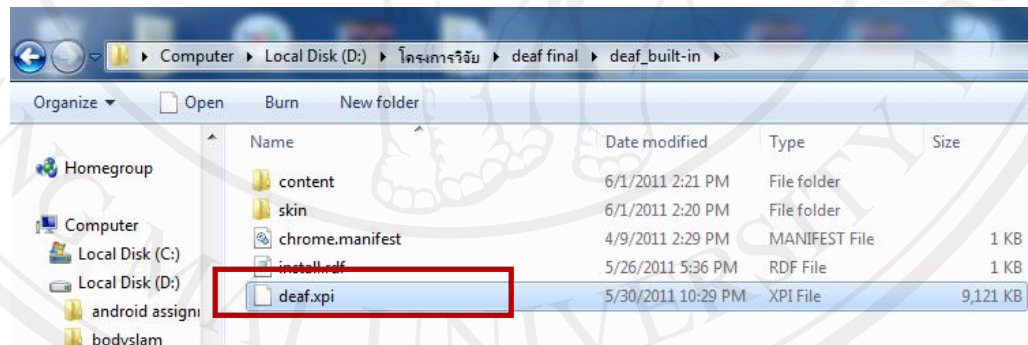 Computer ▸ Local Disk (D:) ▸ โครงการวิจัย ▸ deaf final ▸ deaf_built-in ▸
Organize Open Burn New folder
Name Date modified Type Size
Homegroup
content 6/1/2011 2:21 PM File folder
skin 6/1/2011 2:20 PM File folder
Computer
chrome.manifest 4/9/2011 2:29 PM MANIFEST File 1 KB
Local Disk (C:)
install.rdf 5/26/2011 5:36 PM RDF File 1 KB
Local Disk (D:)
deaf.xpi 5/30/2011 10:29 PM XPI File 9,121 KB
android assign
bodyslam